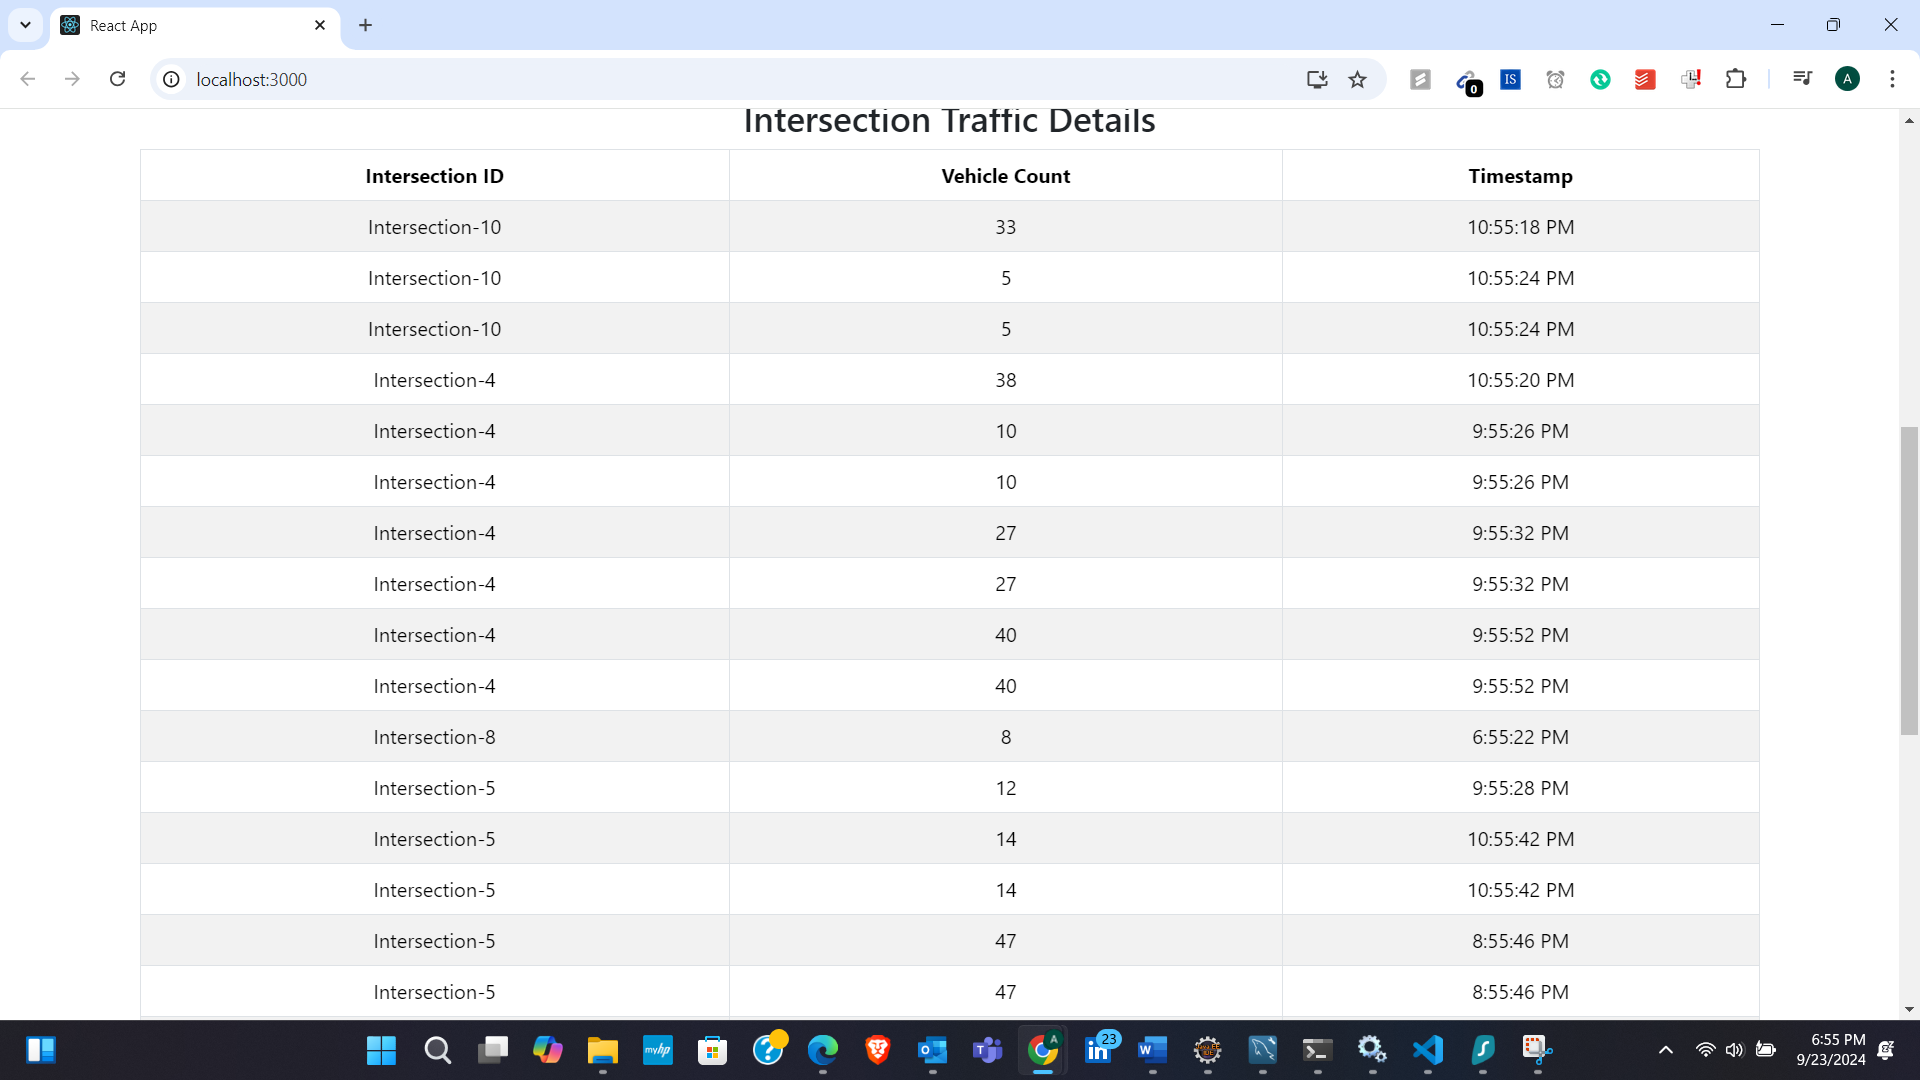 React App
localhost:3000
0
IS
A
Intersection Traffic Details
Intersection ID Vehicle Count Timestamp
Intersection-10 33 10:55:18 PM
Intersection-10 5 10:55:24 PM
Intersection-10 5 10:55:24 PM
Intersection-4 38 10:55:20 PM
Intersection-4 10 9:55:26 PM
Intersection-4 10 9:55:26 PM
Intersection-4 27 9:55:32 PM
Intersection-4 27 9:55:32 PM
Intersection-4 40 9:55:52 PM
Intersection-4 40 9:55:52 PM
Intersection-8 8 6:55:22 PM
Intersection-5 12 9:55:28 PM
Intersection-5 14 10:55:42 PM
Intersection-5 14 10:55:42 PM
Intersection-5 47 8:55:46 PM
Intersection-5 47 8:55:46 PM
myhp
A
23
6:55 PM
9/23/2024